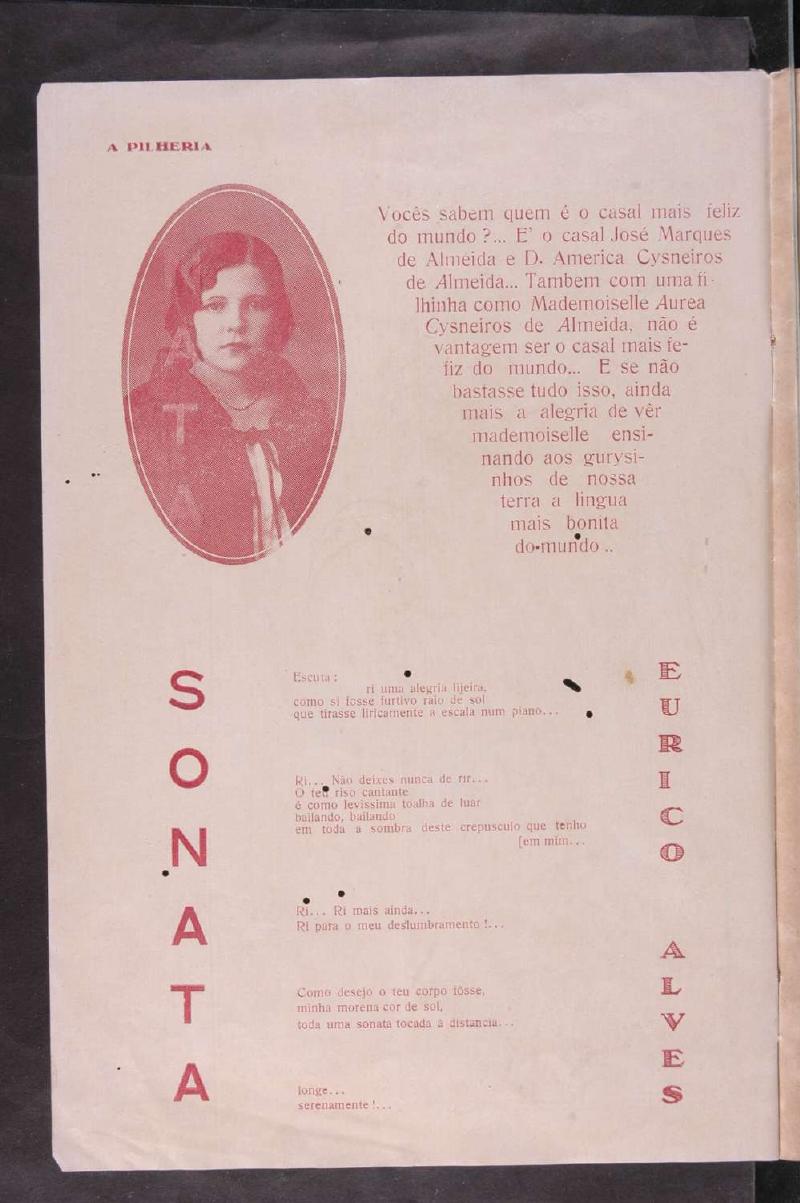 A PILHERIA
Vocês sabem quem é o casal mais feliz
do mundo ?... E' o casal José Marques
de Almeida e D. America Cysneiros
de Almeida... Tambem com uma fi-
lhinha como Mademoiselle Aurea
Cysneiros de Almeida, não é
vantagem ser o casal mais fe-
fiz do mundo... E se não
bastasse tudo isso, ainda
mais a alegria de vêr
mademoiselle ensi-
nando aos gurysi-
nhos de nossa
terra a lingua
mais bonita
do mundo ..
SONATA
Escuta :
ri uma alegria lijeira,
como si fosse furtivo raio de sol
que tirasse liricamente a escala num piano...
Ri... Não deixes nunca de rir...
O teu riso cantante
é como levissima toalha de luar
bailando, bailando
em toda a sombra deste crepusculo que tenho
[em mim...
Ri... Ri mais ainda...
Ri para o meu deslumbramento !...
Como desejo o teu corpo fôsse,
minha morena cor de sol,
toda uma sonata tocada á distancia...
longe...
serenamente !...
EURICO ALVES